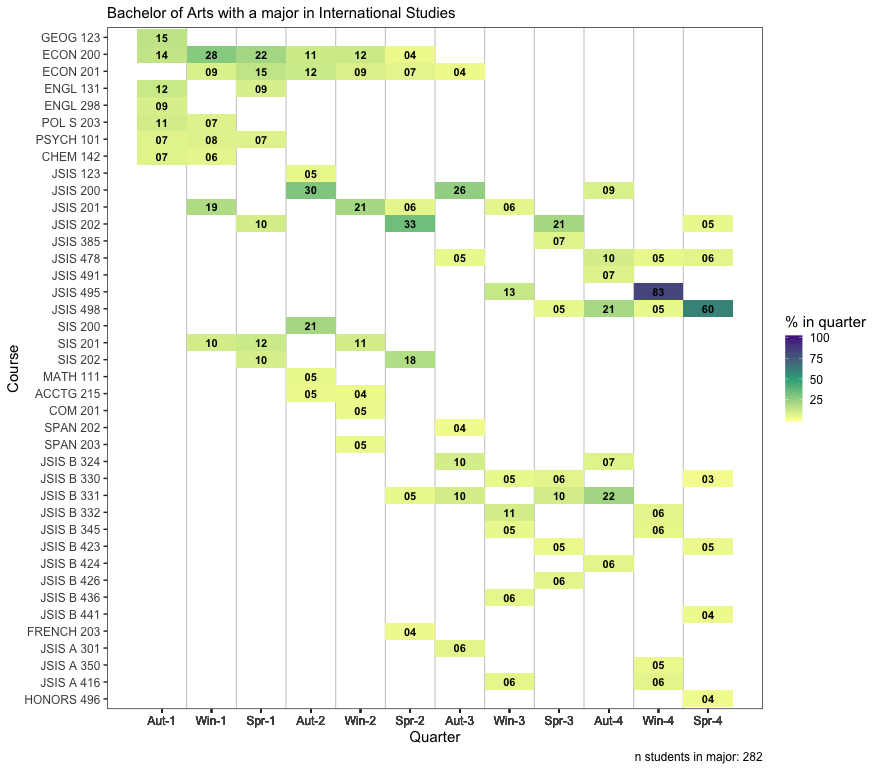 Bachelor of Arts with a major in International Studies
GEOG 123 15
ECON 200 14 28 22 11 12 04
ECON 201 09 15 12 09 07 04
ENGL 131 12 09
ENGL 298 09
POL S 203 11 07
PSYCH 101 07 08 07
CHEM 142 07 06
JSIS 123 05
JSIS 200 30 26 09
JSIS 201 19 21 06 06
JSIS 202 10 33 21 05
JSIS 385 07
JSIS 478 05 10 05 06
JSIS 491 07
JSIS 495 13 83
JSIS 498 05 21 05 60
SIS 200 21
SIS 201 10 12 11
SIS 202 10 18
MATH 111 05
ACCTG 215 05 04
COM 201 05
SPAN 202 04
SPAN 203 05
JSIS B 324 10 07
JSIS B 330 05 06 03
JSIS B 331 05 10 10 22
JSIS B 332 11 06
JSIS B 345 05 06
JSIS B 423 05 05
JSIS B 424 06
JSIS B 426 06
JSIS B 436 06
JSIS B 441 04
FRENCH 203 04
JSIS A 301 06
JSIS A 350 05
JSIS A 416 06 06
HONORS 496 04
Aut-1 Win-1 Spr-1 Aut-2 Win-2 Spr-2 Aut-3 Win-3 Spr-3 Aut-4 Win-4 Spr-4
Quarter
Course
% in quarter
100
75
50
25
n students in major: 282